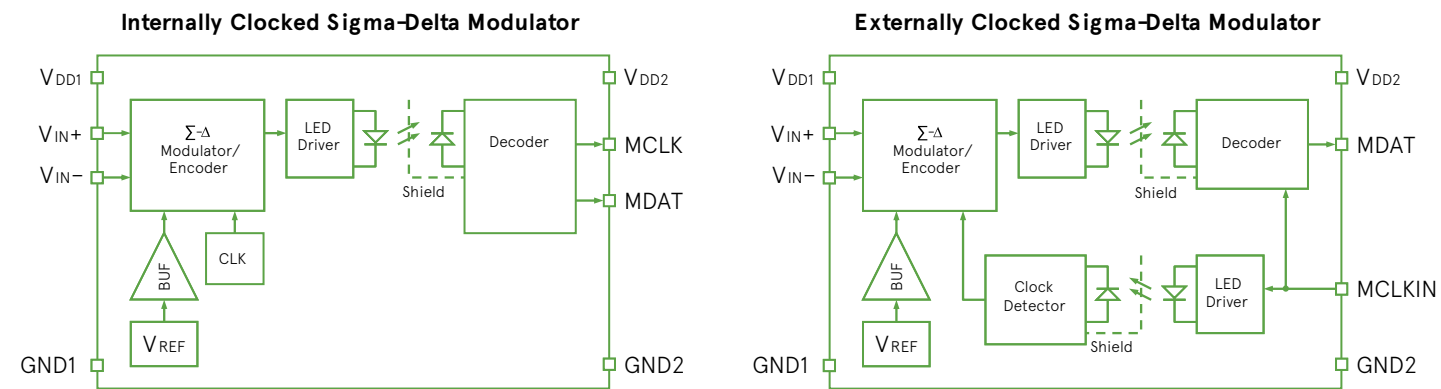 Internally Clocked Sigma-Delta Modulator
VDD1
VIN+
VIN−
GND1
Σ-Δ
Modulator/
Encoder
LED
Driver
Shield
Decoder
BUF
CLK
VREF
VDD2
MCLK
MDAT
GND2
Externally Clocked Sigma-Delta Modulator
VDD1
VIN+
VIN−
GND1
Σ-Δ
Modulator/
Encoder
LED
Driver
Shield
Decoder
BUF
VREF
Clock
Detector
Shield
LED
Driver
VDD2
MDAT
MCLKIN
GND2